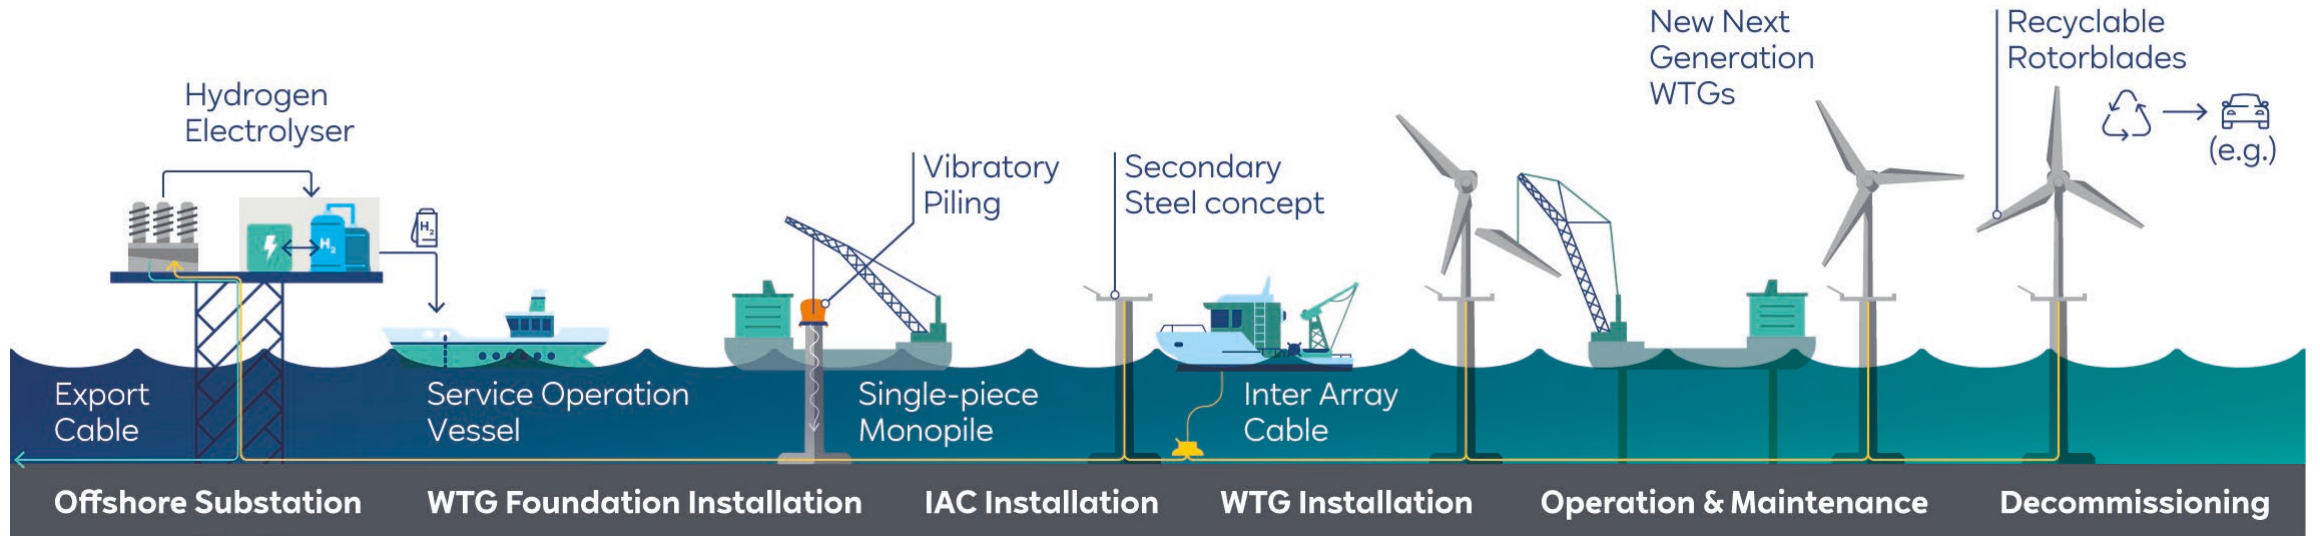 New Next
Generation
WTGs
Recyclable
Rotorblades
(e.g.)
Hydrogen
Electrolyser
Vibratory
Piling
Secondary
Steel concept
H2
H2
Export
Cable
Service Operation
Vessel
Single-piece
Monopile
Inter Array
Cable
Offshore Substation
WTG Foundation Installation
IAC Installation
WTG Installation
Operation & Maintenance
Decommissioning